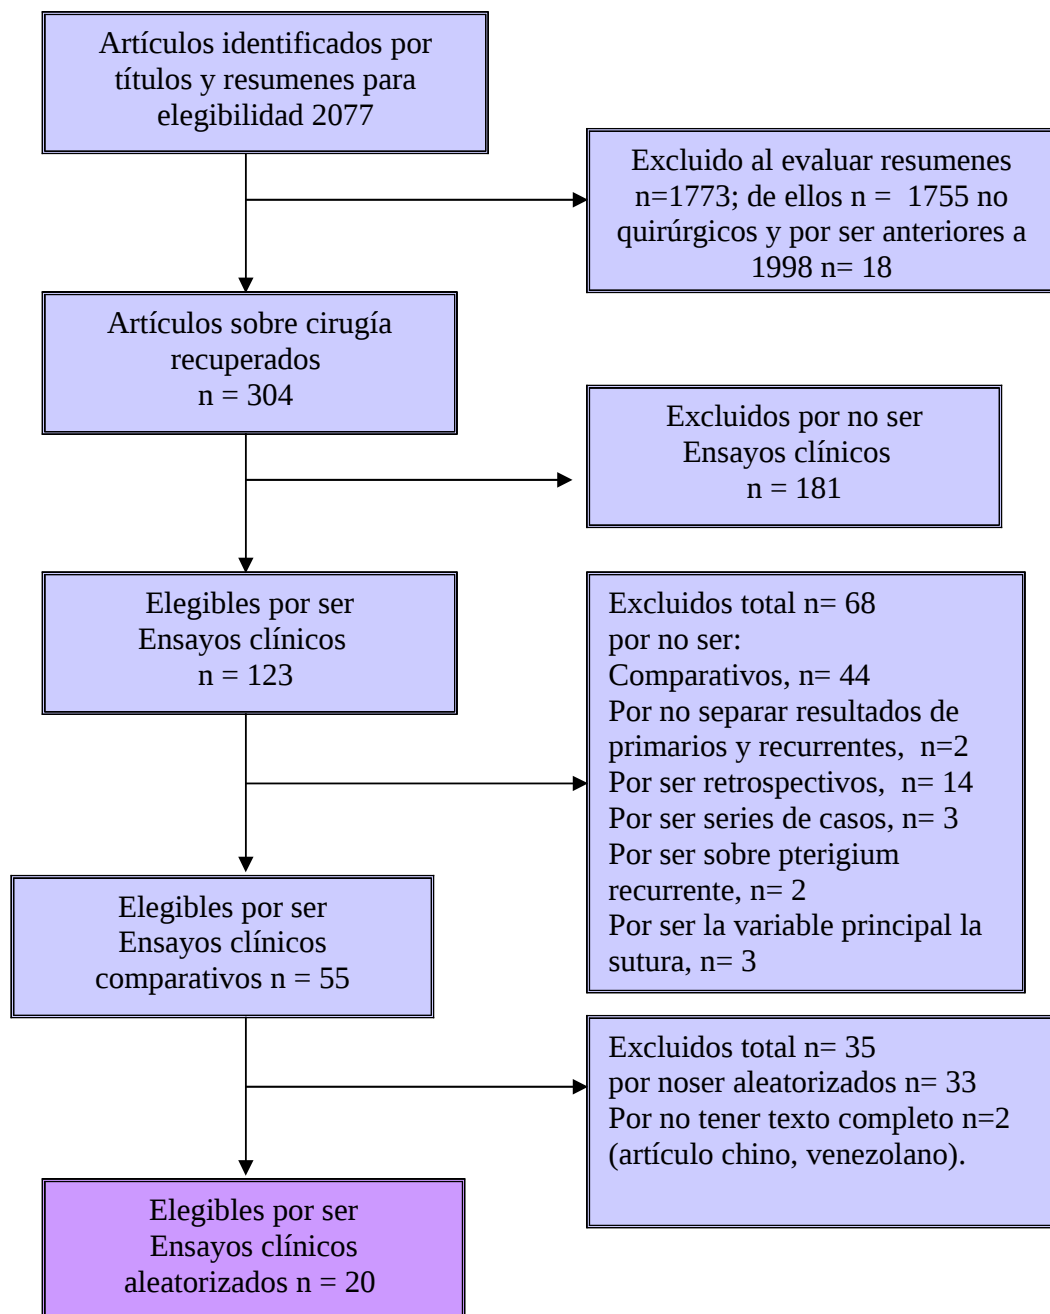 Artículos identificados por
títulos y resumenes para
elegibilidad 2077
Excluido al evaluar resumenes
n=1773; de ellos n = 1755 no
quirúrgicos y por ser anteriores a
1998 n= 18
Artículos sobre cirugía
recuperados
n = 304
Excluidos por no ser
Ensayos clínicos
n = 181
Elegibles por ser
Ensayos clínicos
n = 123
Excluidos total n= 68
por no ser:
Comparativos, n= 44
Por no separar resultados de
primarios y recurrentes, n=2
Por ser retrospectivos, n= 14
Por ser series de casos, n= 3
Por ser sobre pterigium
recurrente, n= 2
Por ser la variable principal la
sutura, n= 3
Elegibles por ser
Ensayos clínicos
comparativos n = 55
Excluidos total n= 35
por noser aleatorizados n= 33
Por no tener texto completo n=2
(artículo chino, venezolano).
Elegibles por ser
Ensayos clínicos
aleatorizados n = 20